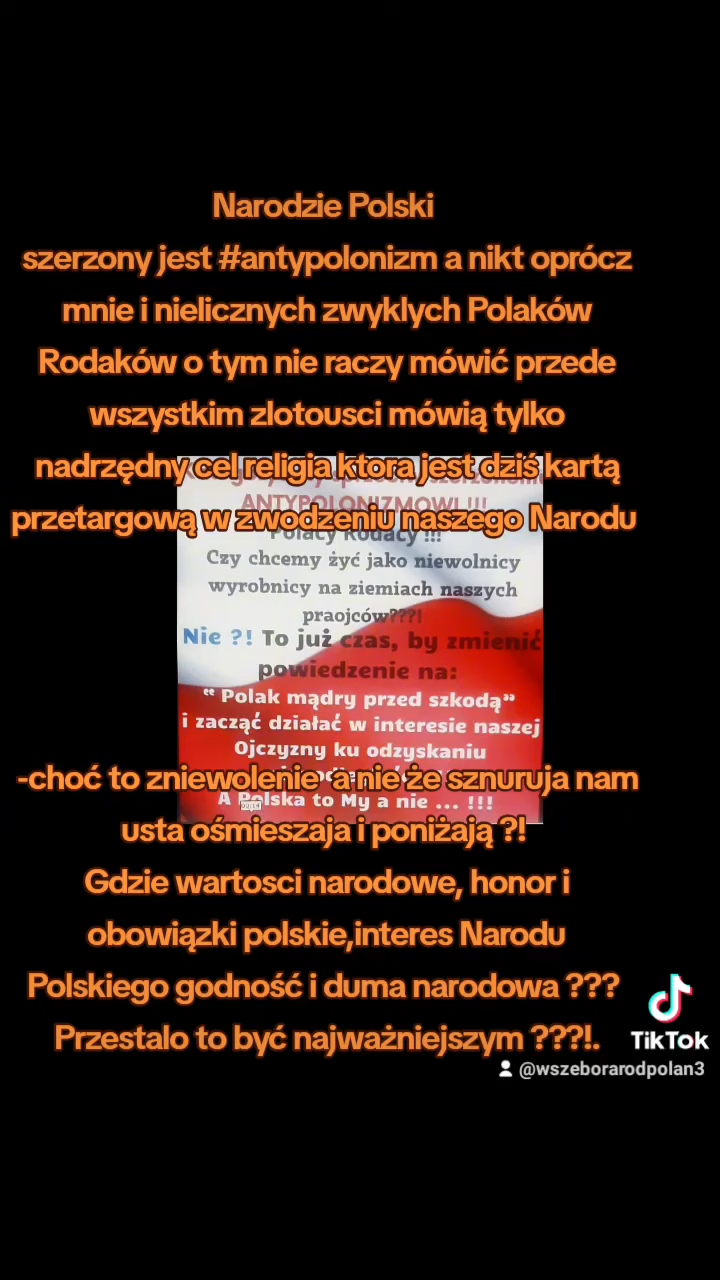 Narodzie Polski
szerzony jest #antypolonizm a nikt oprócz
mnie i nielicznych zwyklych Polaków
Rodaków o tym nie raczy mówić przede
wszystkim zlotousci mówią tylko
nadrzędny cel religia ktora jest dziś kartą
ANTYPOLONIZMOWI !!!
przetargową w zwodzeniu naszego Narodu
Polacy Rodacy !!!
Czy chcemy żyć jako niewolnicy
wyrobnicy na ziemiach naszych
praojców???!
Nie ?! To już czas, by zmienić
powiedzenie na:
“ Polak mądry przed szkodą”
i zacząć działać w interesie naszej
Ojczyzny ku odzyskaniu
-choć to zniewolenie a nie że sznuruja nam
A Polska to My a nie ... !!!
usta ośmieszaja i poniżają ?!
Gdzie wartosci narodowe, honor i
obowiązki polskie,interes Narodu
Polskiego godność i duma narodowa ???
Przestalo to być najważniejszym ???!.
TikTok
@wszeborarodpolan3